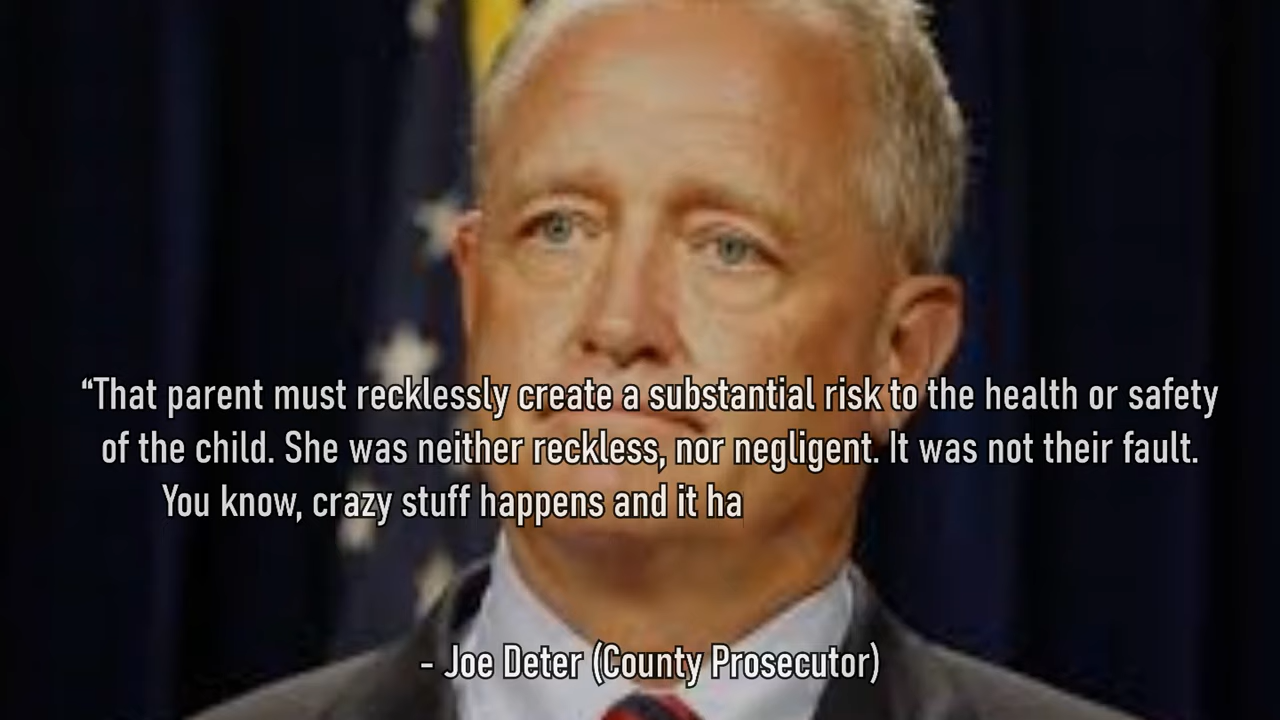 “That parent must recklessly create a substantial risk to the health or safety
of the child. She was neither reckless, nor negligent. It was not their fault.
You know, crazy stuff happens and it ha
- Joe Deter (County Prosecutor)